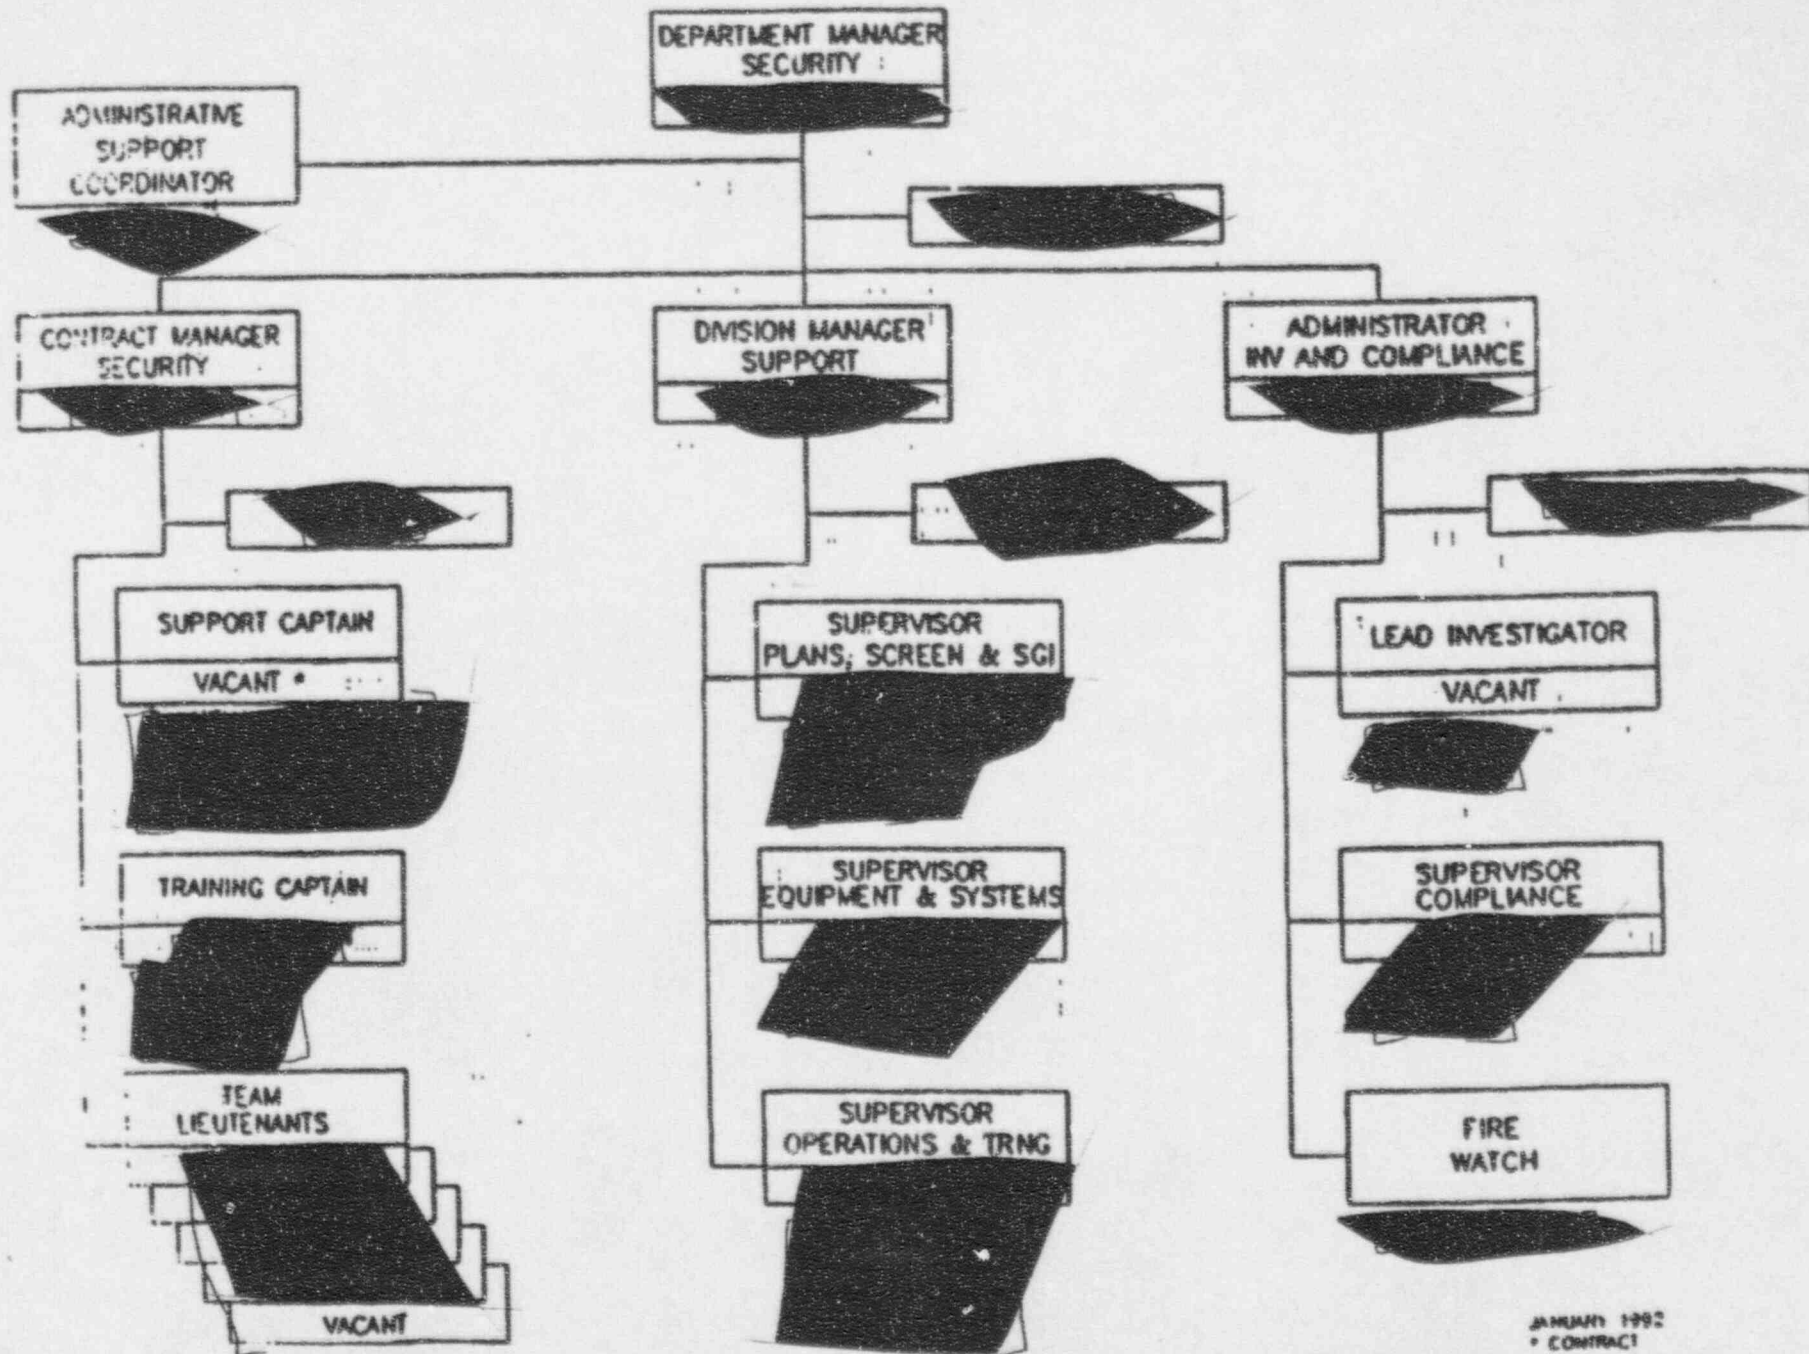 DEPARTMENT MANAGER
SECURITY
ADMINISTRATIVE
SUPPORT
COORDINATOR
CONTRACT MANAGER
SECURITY
DIVISION MANAGER
SUPPORT
ADMINISTRATOR
INV AND COMPLIANCE
SUPPORT CAPTAIN
VACANT *
SUPERVISOR
PLANS, SCREEN & SGI
LEAD INVESTIGATOR
VACANT
TRAINING CAPTAIN
SUPERVISOR
EQUIPMENT & SYSTEMS
SUPERVISOR
COMPLIANCE
TEAM
LIEUTENANTS
VACANT
SUPERVISOR
OPERATIONS & TRNG
FIRE
WATCH
JANUARY 1992
* CONTRACT